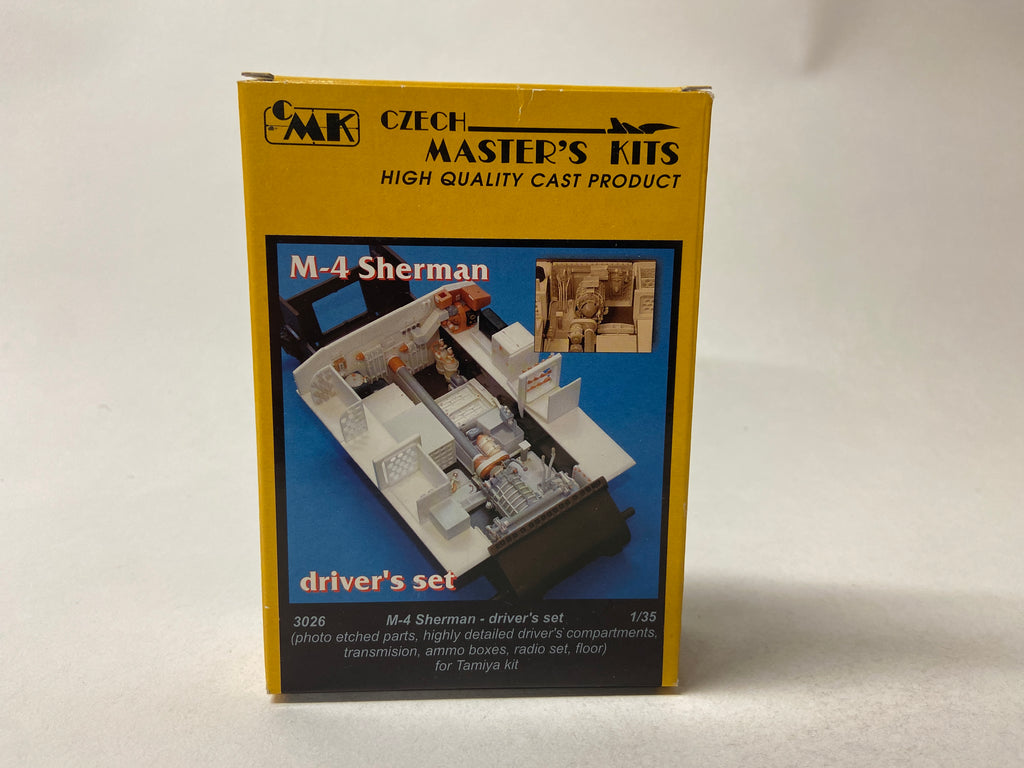 CMK
CZECH
MASTER'S KITS
HIGH QUALITY CAST PRODUCT
M-4 Sherman
driver's set
3026 M-4 Sherman - driver's set 1/35
(photo etched parts, highly detailed driver's compartments,
transmision, ammo boxes, radio set, floor)
for Tamiya kit